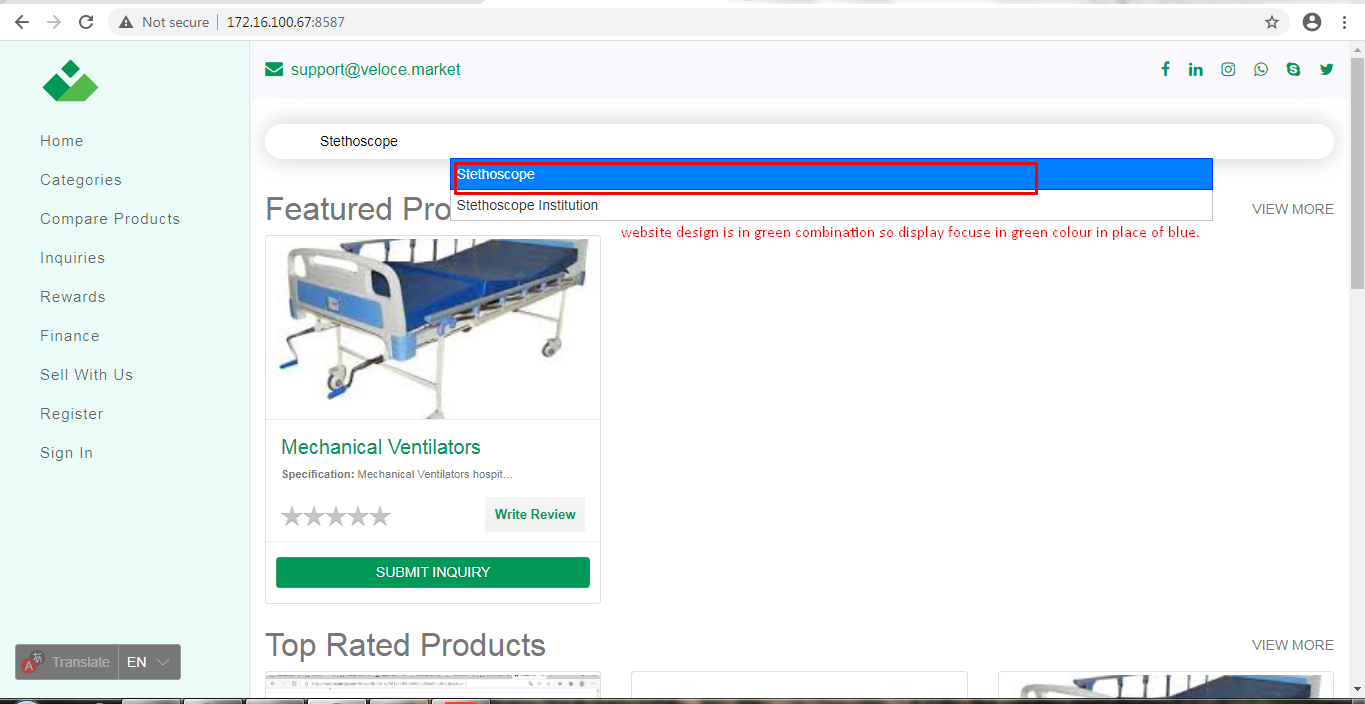 Not secure
172.16.100.67:8587
support@veloce.market
Home
Categories
Compare Products
Inquiries
Rewards
Finance
Sell With Us
Register
Sign In
Translate
EN
Stethoscope
Stethoscope
Stethoscope Institution
Featured Pro
VIEW MORE
website design is in green combination so display focuse in green colour in place of blue.
Mechanical Ventilators
Specification: Mechanical Ventilators hospit...
Write Review
SUBMIT INQUIRY
Top Rated Products
VIEW MORE